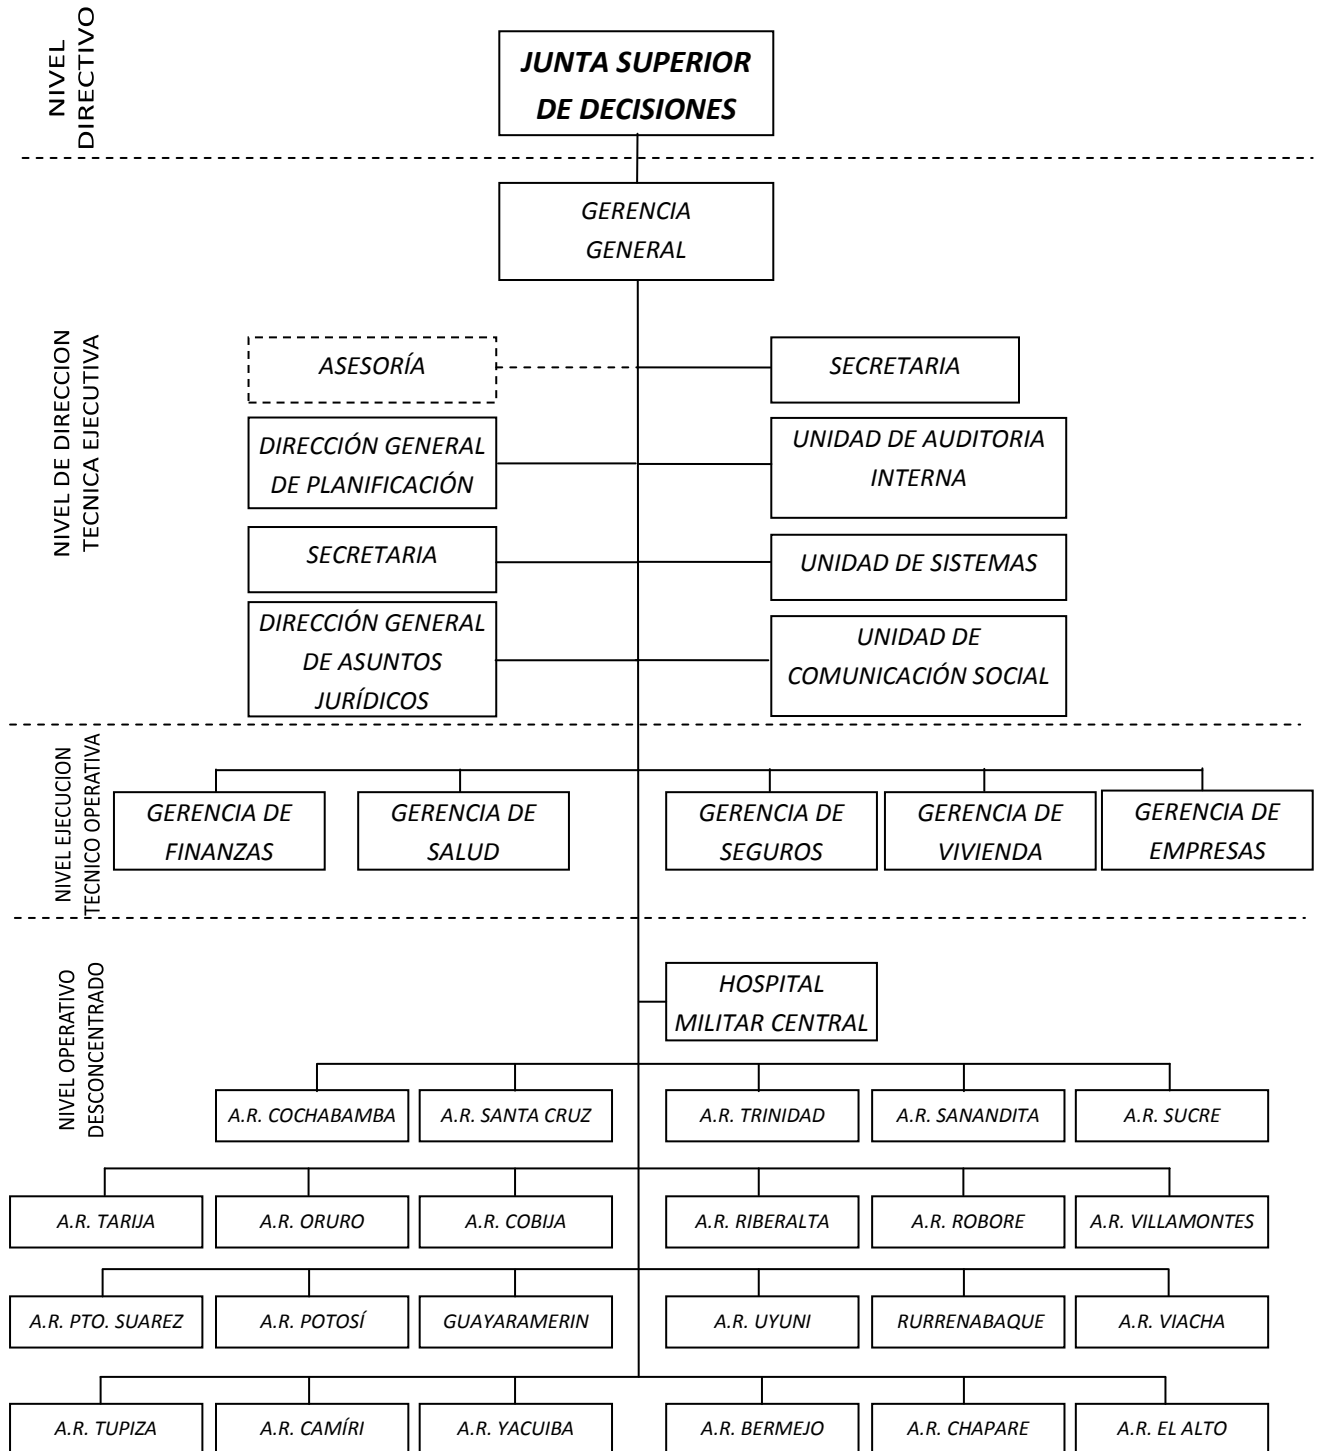 NIVEL
DIRECTIVO
JUNTA SUPERIOR
DE DECISIONES
GERENCIA
GENERAL
NIVEL DE DIRECCION
TECNICA EJECUTIVA
ASESORÍA
SECRETARIA
DIRECCIÓN GENERAL
DE PLANIFICACIÓN
UNIDAD DE AUDITORIA
INTERNA
SECRETARIA
UNIDAD DE SISTEMAS
DIRECCIÓN GENERAL
DE ASUNTOS
JURÍDICOS
UNIDAD DE
COMUNICACIÓN SOCIAL
NIVEL EJECUCION
TECNICO OPERATIVA
GERENCIA DE
FINANZAS
GERENCIA DE
SALUD
GERENCIA DE
SEGUROS
GERENCIA DE
VIVIENDA
GERENCIA DE
EMPRESAS
NIVEL OPERATIVO
DESCONCENTRADO
HOSPITAL
MILITAR CENTRAL
A.R. COCHABAMBA
A.R. SANTA CRUZ
A.R. TRINIDAD
A.R. SANANDITA
A.R. SUCRE
A.R. TARIJA
A.R. ORURO
A.R. COBIJA
A.R. RIBERALTA
A.R. ROBORE
A.R. VILLAMONTES
A.R. PTO. SUAREZ
A.R. POTOSÍ
GUAYARAMERIN
A.R. UYUNI
RURRENABAQUE
A.R. VIACHA
A.R. TUPIZA
A.R. CAMÍRI
A.R. YACUIBA
A.R. BERMEJO
A.R. CHAPARE
A.R. EL ALTO